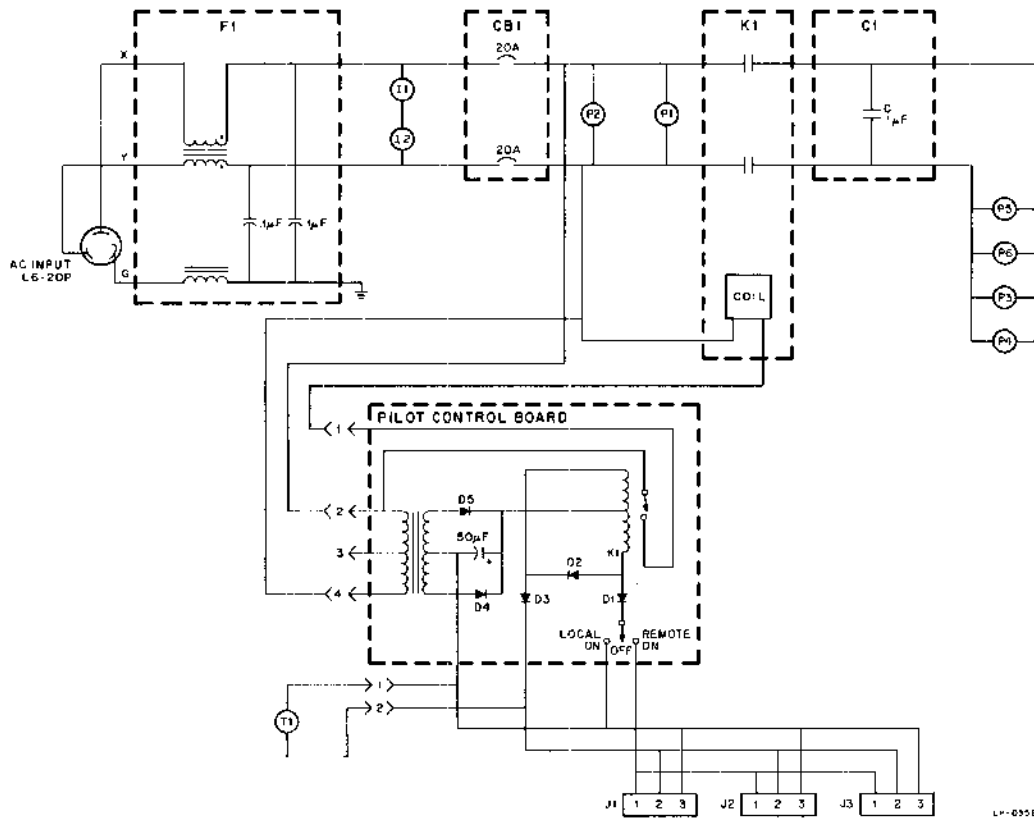 F1
CB1
K1
C1
X
20A
I1
P2
P1
C
.1µF
I2
Y
20A
.1µF
.1µF
P5
AC INPUT
L6-20P
G
P6
COIL
P3
P4
PILOT CONTROL BOARD
1
2
D5
3
50µF
+
K1
D2
4
D4
D3
D1
LOCAL
ON
OFF
REMOTE
ON
1
2
T1
J1 1 2 3
J2 1 2 3
J3 1 2 3